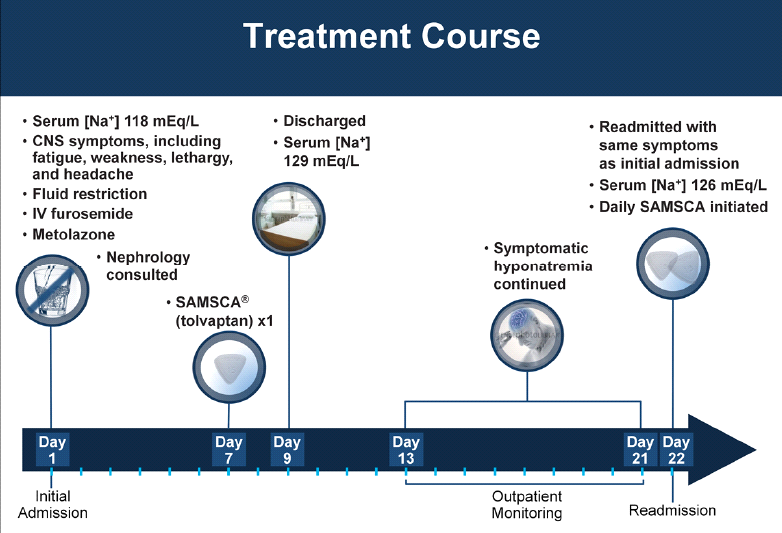 Treatment Course
• Serum [Na⁺] 118 mEq/L
• CNS symptoms, including
fatigue, weakness, lethargy,
and headache
• Fluid restriction
• IV furosemide
• Metolazone
• Nephrology
consulted
• SAMSCA®
(tolvaptan) x1
• Discharged
• Serum [Na⁺]
129 mEq/L
• Symptomatic
hyponatremia
continued
• Readmitted with
same symptoms
as initial admission
• Serum [Na⁺] 126 mEq/L
• Daily SAMSCA initiated
Day
1
Day
7
Day
9
Day
13
Day
21
Day
22
Initial
Admission
Outpatient
Monitoring
Readmission